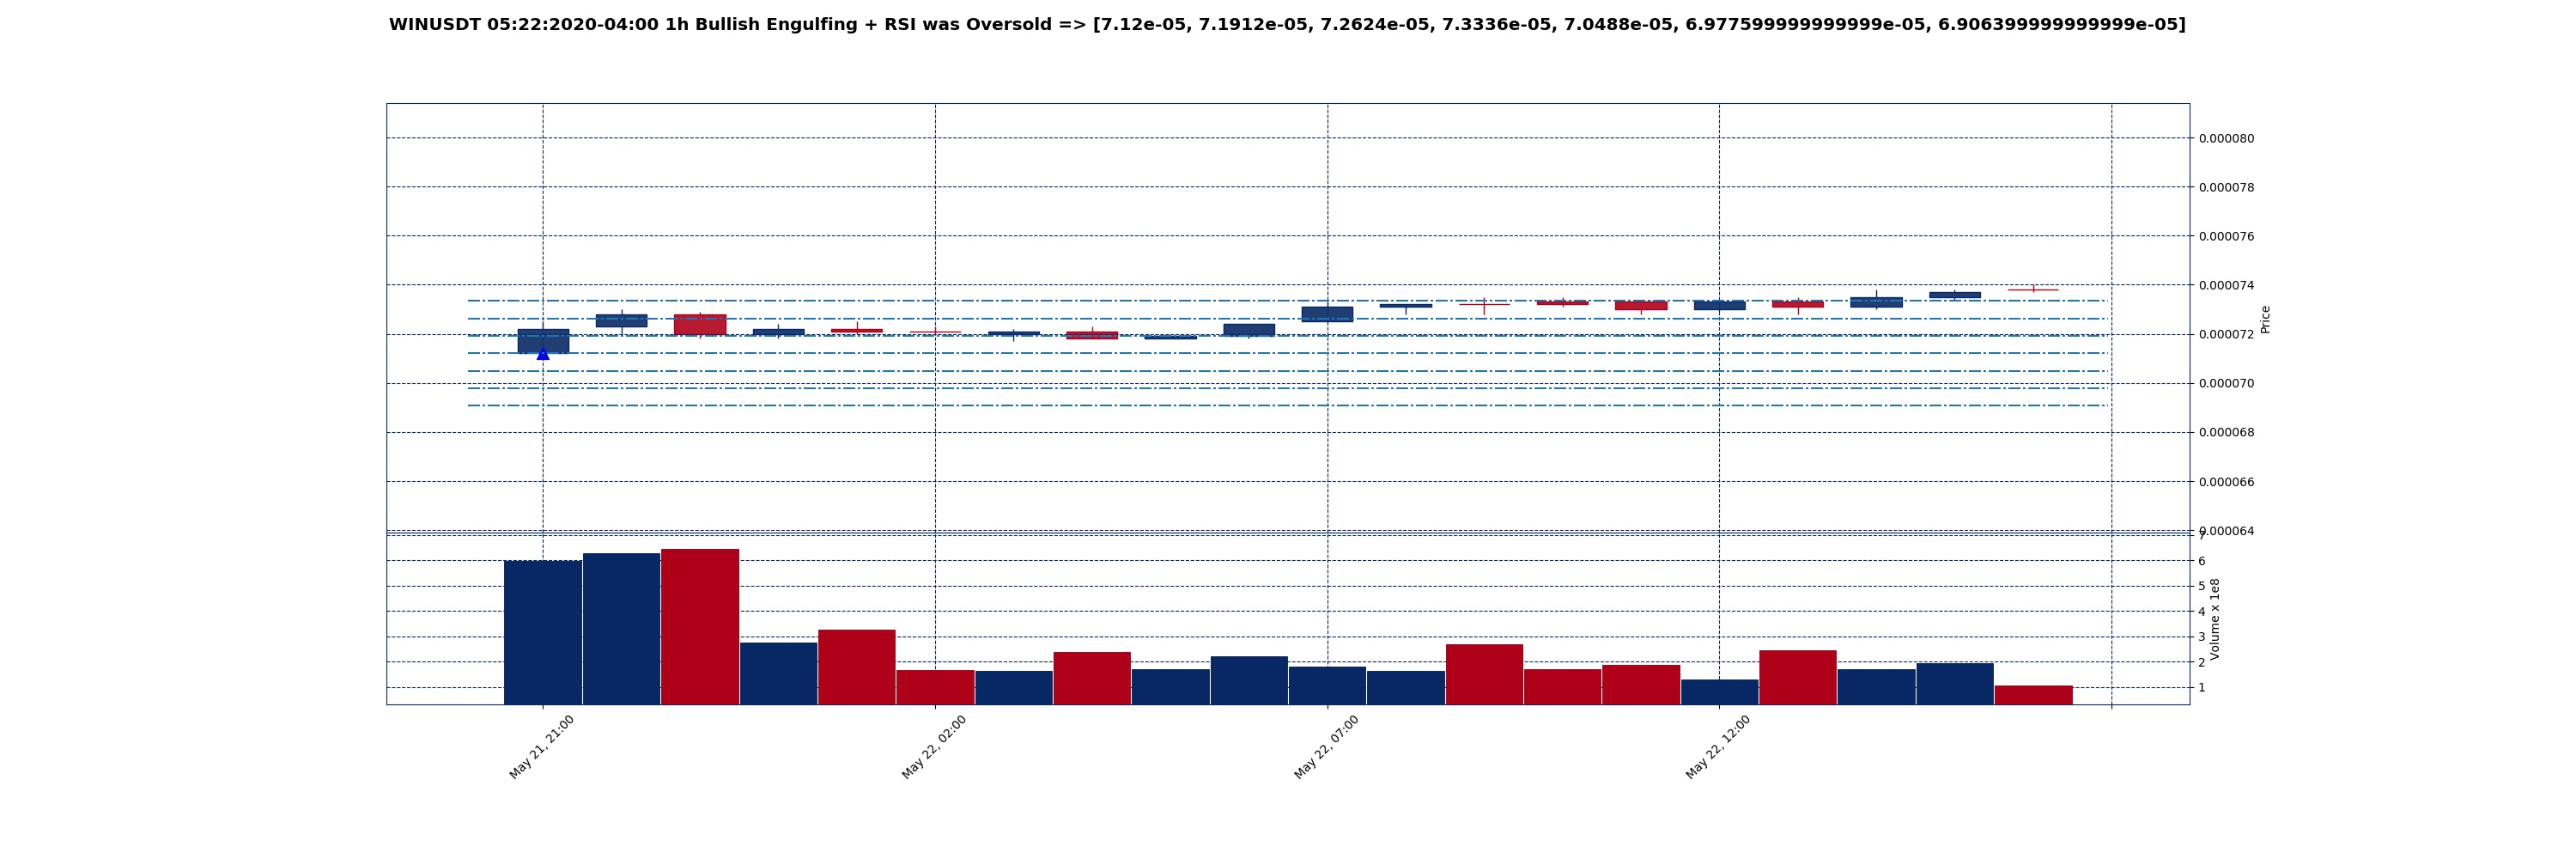 WINUSDT 05:22:2020-04:00 1h Bullish Engulfing + RSI was Oversold => [7.12e-05, 7.1912e-05, 7.2624e-05, 7.3336e-05, 7.0488e-05, 6.977599999999999e-05, 6.906399999999999e-05]
0.000080
0.000078
0.000076
0.000074
0.000072
0.000070
0.000068
0.000066
0.000064
Price
7
6
5
4
3
2
1
Volume x 1e8
May 21, 21:00
May 22, 02:00
May 22, 07:00
May 22, 12:00